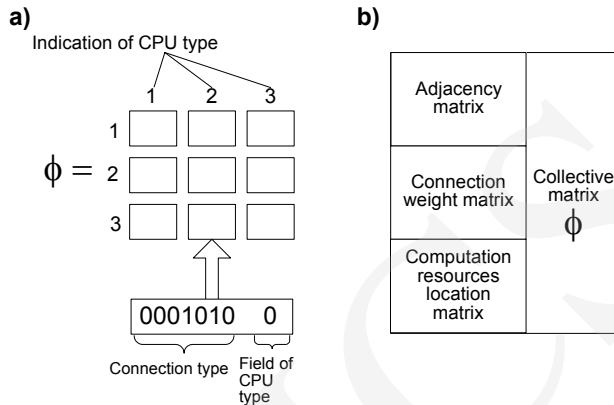 a)
Indication of CPU type
1 2 3
1
ϕ = 2
3
0001010 0
Connection type
Field of
CPU
type
b)
Adjacency
matrix
Connection
weight matrix
Computation
resources
location
matrix
Collective
matrix
ϕ